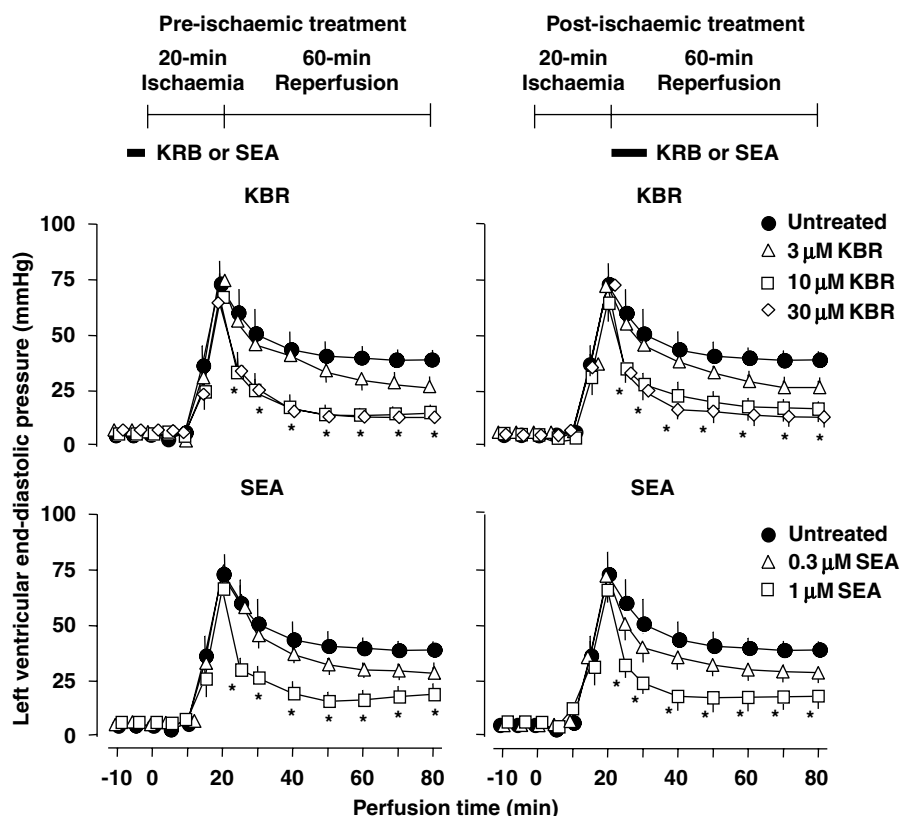 Pre-ischaemic treatment
20-min Ischaemia
60-min Reperfusion
KRB or SEA
Post-ischaemic treatment
20-min Ischaemia
60-min Reperfusion
KRB or SEA
Left ventricular end-diastolic pressure (mmHg)
KBR
100
75
50
25
0
* * * * * * *
KBR
* * * * * * *
Untreated
3 µM KBR
10 µM KBR
30 µM KBR
SEA
100
75
50
25
0
* * * * * * *
-10 0 20 40 60 80
SEA
* * * * * * *
-10 0 20 40 60 80
Untreated
0.3 µM SEA
1 µM SEA
Perfusion time (min)